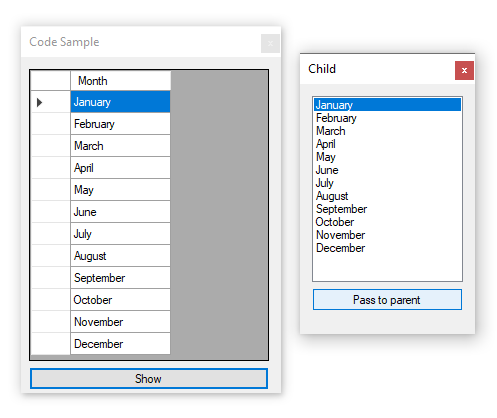 Code Sample
x
Month
January
February
March
April
May
June
July
August
September
October
November
December
Show
Child
x
January
February
March
April
May
June
July
August
September
October
November
December
Pass to parent